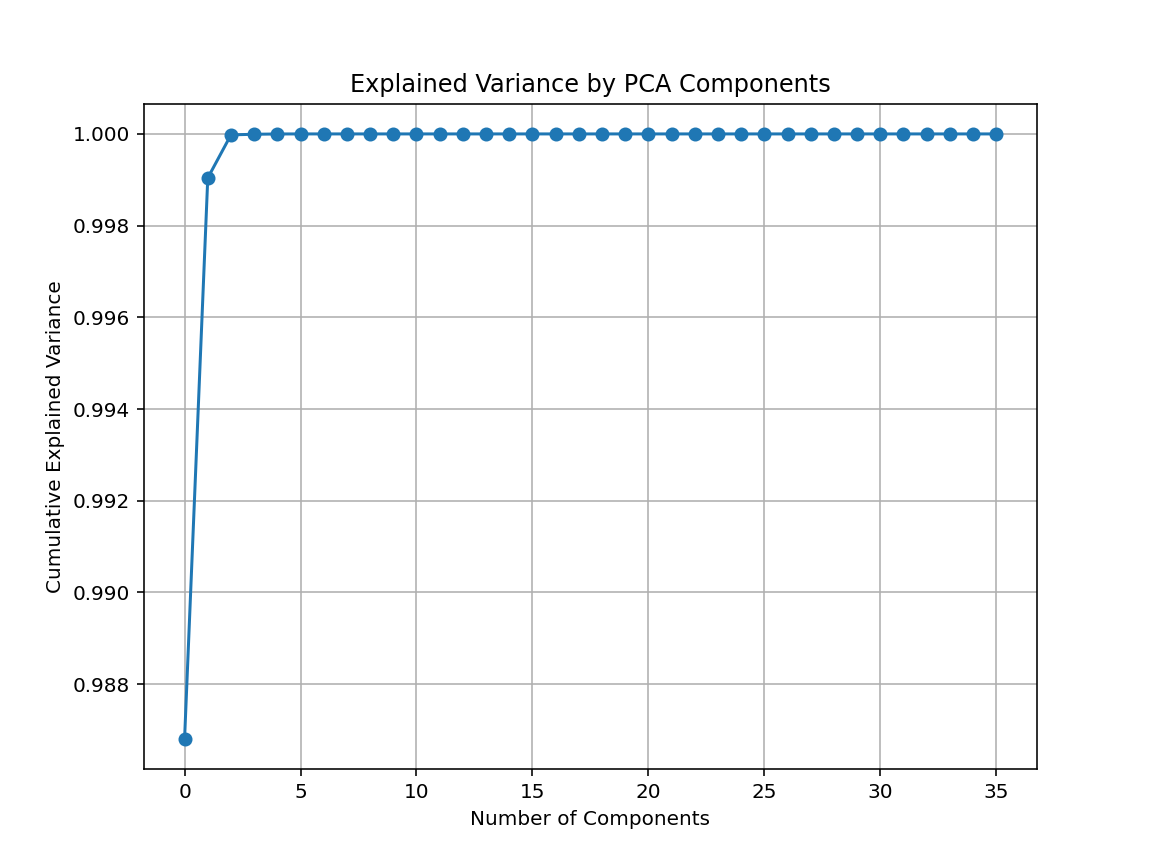 Explained Variance by PCA Components
1.000
0.998
0.996
0.994
0.992
0.990
0.988
Cumulative Explained Variance
0 5 10 15 20 25 30 35
Number of Components